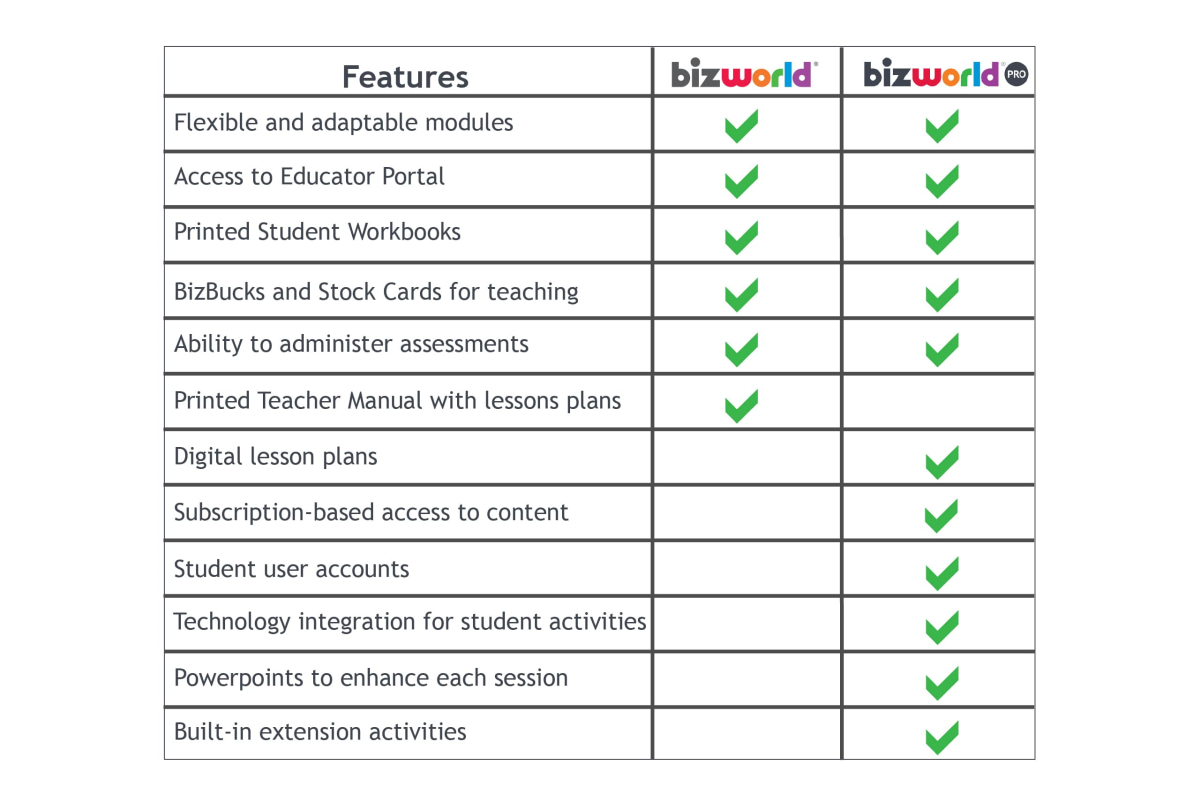 Features bizworld® bizworld® PRO
Flexible and adaptable modules
Access to Educator Portal
Printed Student Workbooks
BizBucks and Stock Cards for teaching
Ability to administer assessments
Printed Teacher Manual with lessons plans
Digital lesson plans
Subscription-based access to content
Student user accounts
Technology integration for student activities
Powerpoints to enhance each session
Built-in extension activities